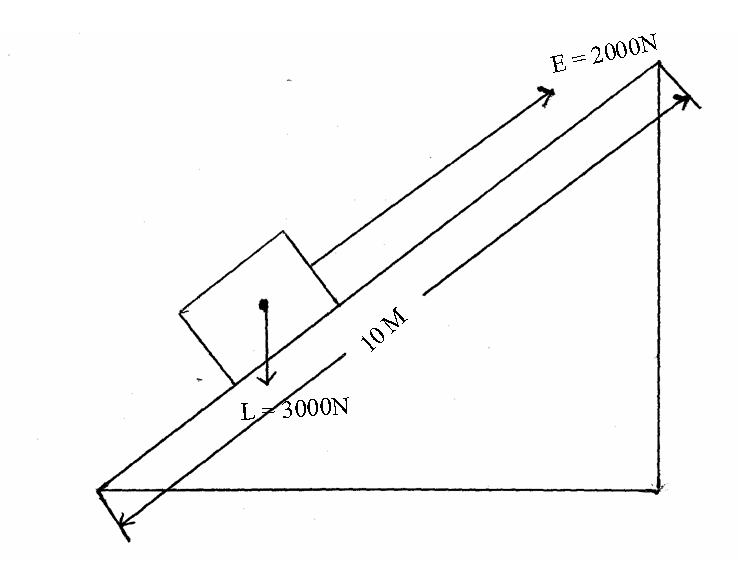 E = 2000N
10 M
L = 3000N